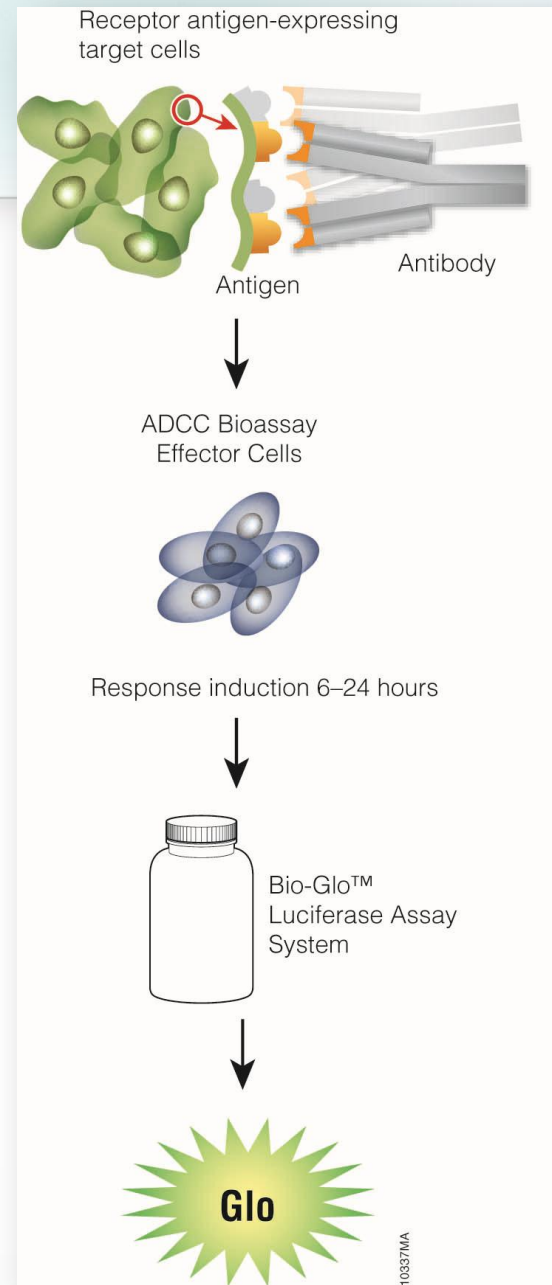 Receptor antigen-expressing
target cells
Antigen
Antibody
ADCC Bioassay
Effector Cells
Response induction 6–24 hours
Bio-Glo™
Luciferase Assay
System
Glo
10337MA